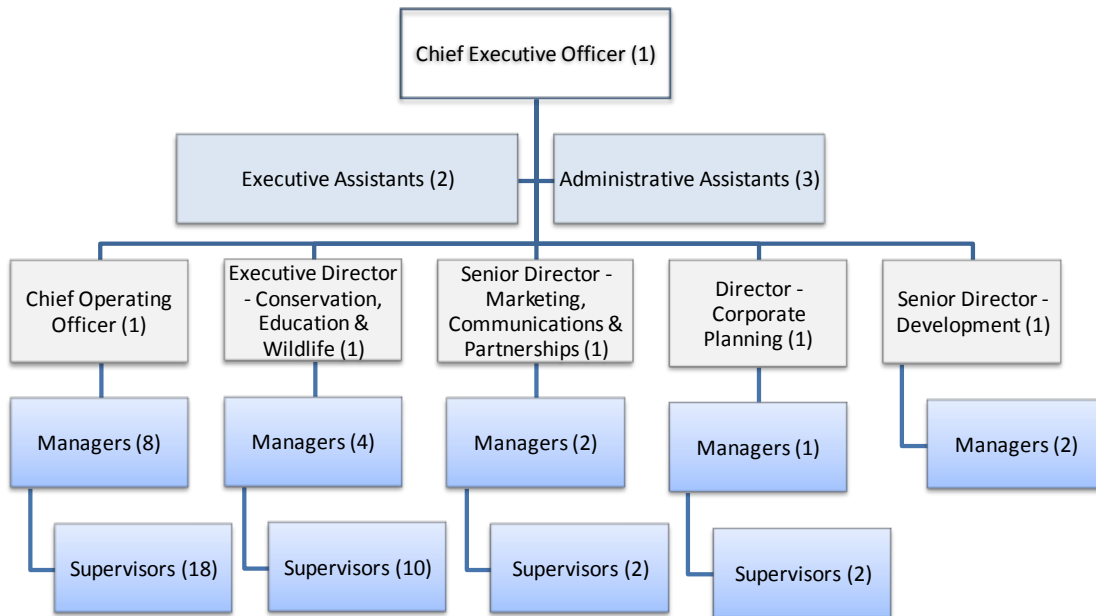 Chief Executive Officer (1)
Executive Assistants (2)
Administrative Assistants (3)
Chief Operating
Officer (1)
Executive Director
- Conservation,
Education &
Wildlife (1)
Senior Director -
Marketing,
Communications &
Partnerships (1)
Director -
Corporate
Planning (1)
Senior Director -
Development (1)
Managers (8)
Managers (4)
Managers (2)
Managers (1)
Managers (2)
Supervisors (18)
Supervisors (10)
Supervisors (2)
Supervisors (2)